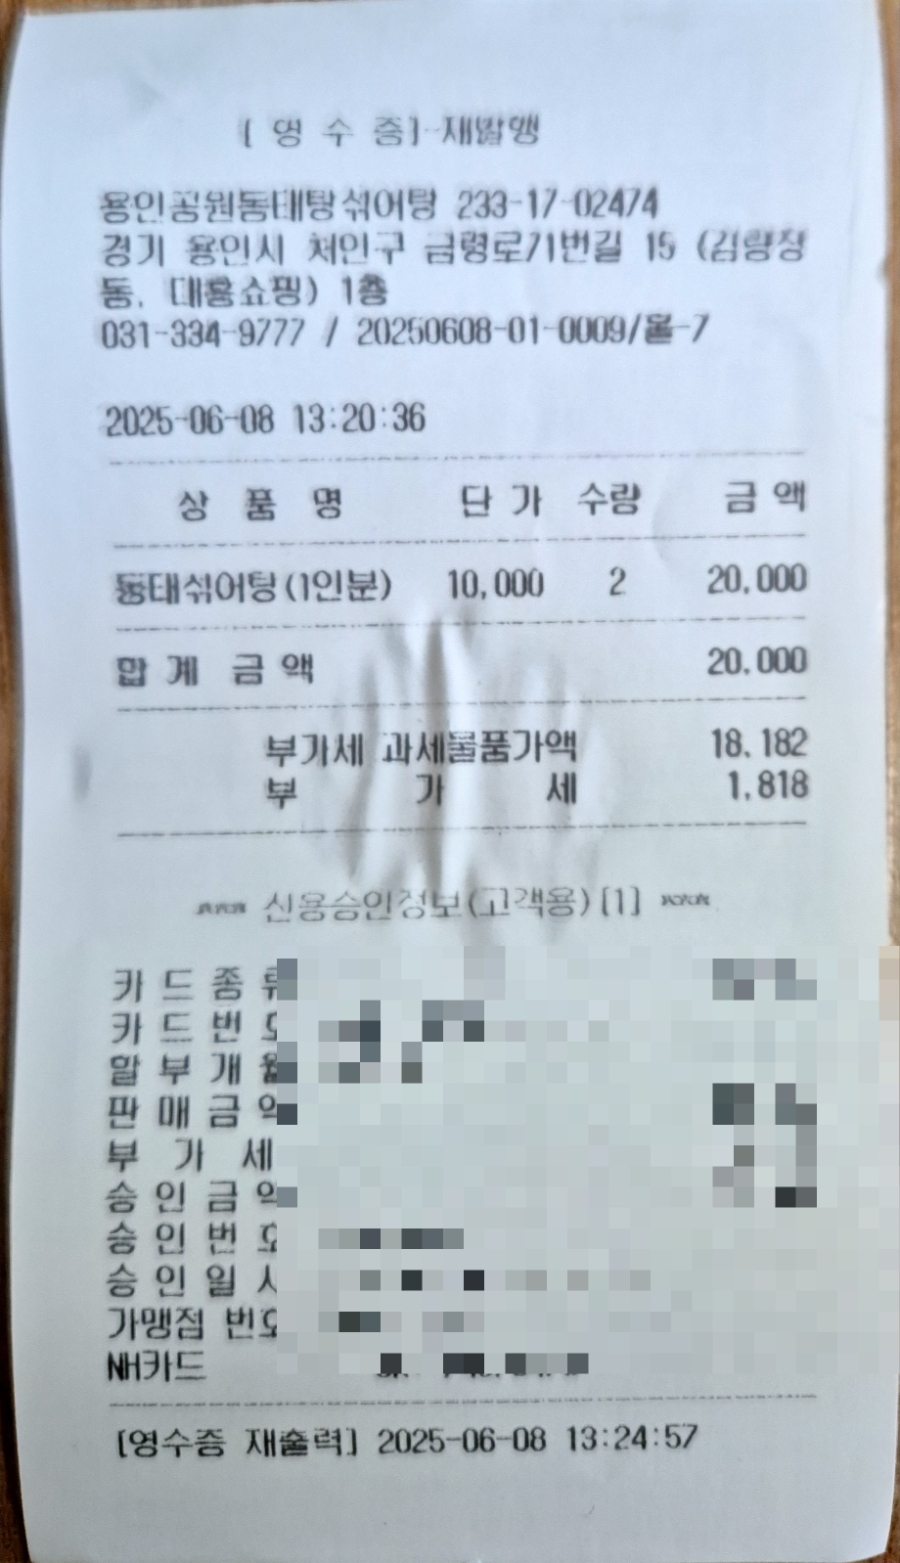 [ 영 수 증]-재발행
용인공원동태탕섞어탕 233-17-02474
경기 용인시 처인구 금령로71번길 15 (김량장
동, 대흥쇼핑) 1층
031-334-9777 / 20250608-01-0009/홀-7
2025-06-08 13:20:36
상 품 명 단 가 수량 금 액
동태섞어탕(1인분) 10,000 2 20,000
합 계 금 액 20,000
부가세 과세물품가액 18,182
부 가 세 1,818
*** 신용승인정보(고객용)[1] ***
카 드 종
카 드 번
할 부 개
판 매 금
부 가 세
승 인 금
승 인 번
승 인 일
가맹점 번
NH카드
[영수증 재출력] 2025-06-08 13:24:57